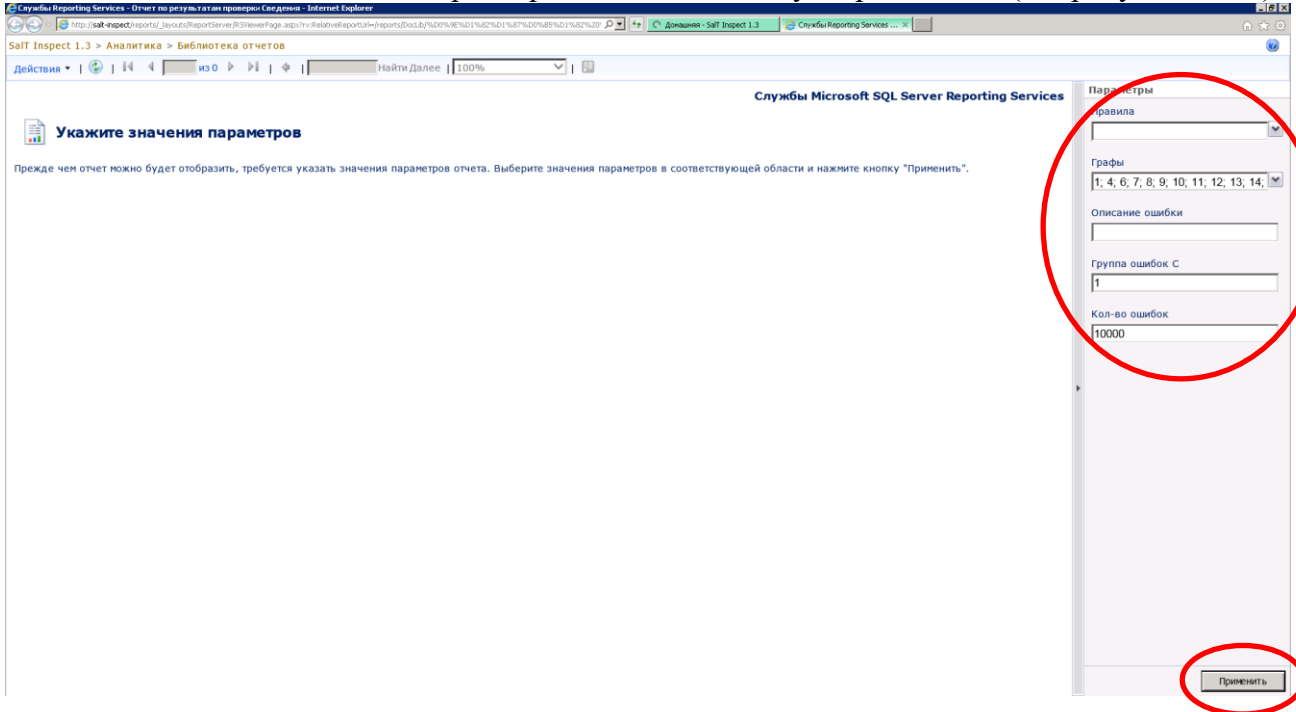 Службы Reporting Services - Отчет по результатам проверки Сведения - Internet Explorer
Домашняя - SalT Inspect 1.3
Службы Reporting Services ... ×
SalT Inspect 1.3 > Аналитика > Библиотека отчетов
Действия из 0 Найти Далее 100%
Службы Microsoft SQL Server Reporting Services
Укажите значения параметров
Прежде чем отчет можно будет отобразить, требуется указать значения параметров отчета. Выберите значения параметров в соответствующей области и нажмите кнопку "Применить".
Параметры
Правила
Графы
1; 4; 6; 7; 8; 9; 10; 11; 12; 13; 14;
Описание ошибки
Группа ошибок С
1
Кол-во ошибок
10000
Применить